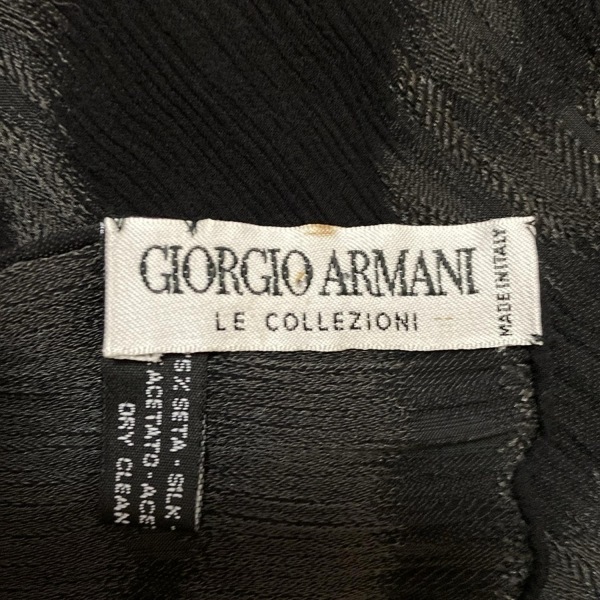 GIORGIO ARMANI
LE COLLEZIONI
MADE IN ITALY
SETA - SILK -
ACETATO - ACE
DRY CLEAN